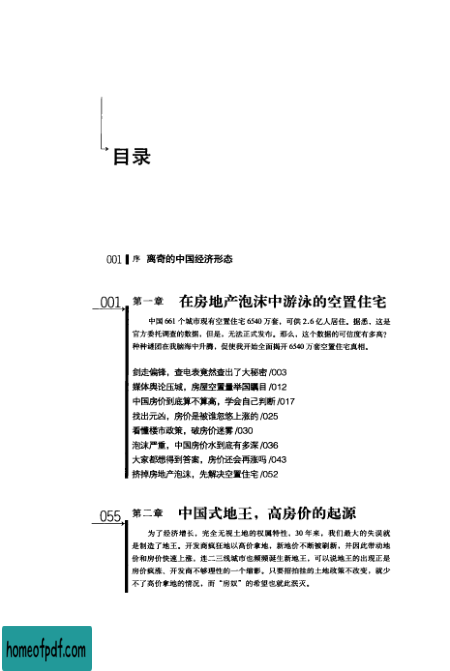 目录
001 序 离奇的中国经济形态
001 第一章 在房地产泡沫中游泳的空置住宅
中国 661 个城市现有空置住宅 6540 万套，可供 2.6 亿人居住。据悉，这是
官方委托调查的数据，但是，无法正式发布。那么，这个数据的可信度有多高？
种种谜团在我脑海中升腾，促使我开始全面揭开 6540 万套空置住宅真相。
剑走偏锋，查电表竟然查出了大秘密 /003
媒体舆论压城，房屋空置量举国瞩目 /012
中国房价到底算不算高，学会自己判断 /017
找出元凶，房价是被谁忽悠上涨的 /025
看懂楼市政策，破房价迷雾 /030
泡沫严重，中国房价水到底有多深 /036
大家都想得到答案，房价还会再涨吗 /043
挤掉房地产泡沫，先解决空置住宅 /052
055 第二章 中国式地王，高房价的起源
为了经济增长，完全无视土地的权属特性，30 年来，我们最大的失误就
是制造了地王。开发商疯狂地以高价拿地，新地价不断被刷新，并因此带动地
价和房价快速上涨，连二三线城市也频频诞生新地王，可以说地王的出现正是
房价疯涨、开发商不够理性的一个缩影。只要招拍挂的土地政策不改变，就少
不了高价拿地的情况，而“房奴”的希望也就此泯灭。
homeofpdf.com